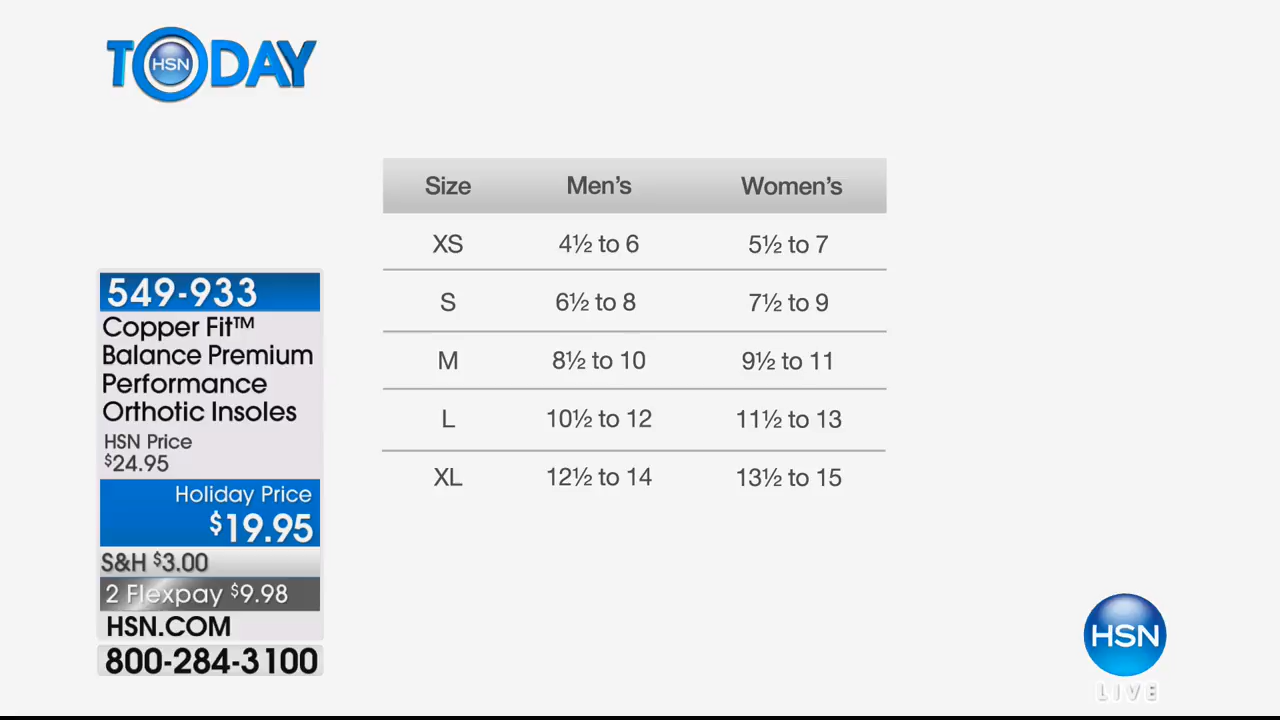 TODAY
HSN
Size Men's Women's
XS 4½ to 6 5½ to 7
S 6½ to 8 7½ to 9
M 8½ to 10 9½ to 11
L 10½ to 12 11½ to 13
XL 12½ to 14 13½ to 15
549-933
Copper Fit™
Balance Premium
Performance
Orthotic Insoles
HSN Price
$24.95
Holiday Price
$19.95
S&H $3.00
2 Flexpay $9.98
HSN.COM
800-284-3100
HSN
LIVE